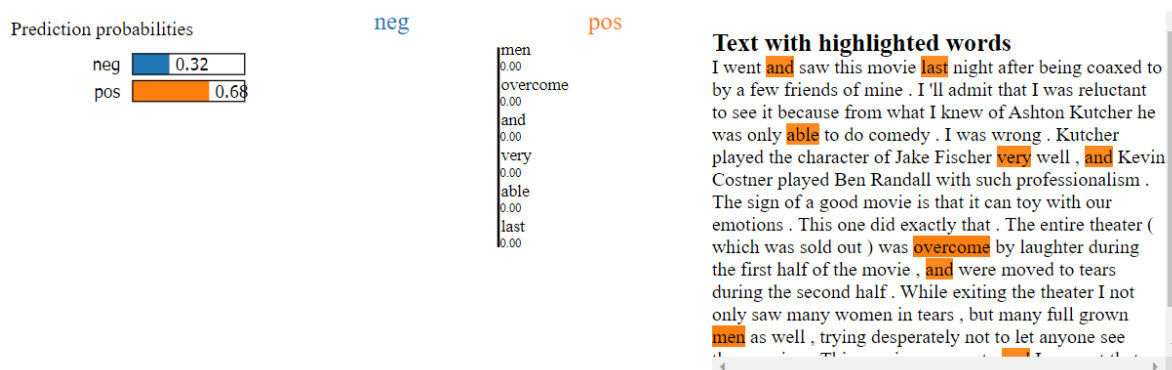 Prediction probabilities
neg 0.32
pos 0.68
neg pos
men
0.00
overcome
0.00
and
0.00
very
0.00
able
0.00
last
0.00
Text with highlighted words
I went and saw this movie last night after being coaxed to
by a few friends of mine . I 'll admit that I was reluctant
to see it because from what I knew of Ashton Kutcher he
was only able to do comedy . I was wrong . Kutcher
played the character of Jake Fischer very well , and Kevin
Costner played Ben Randall with such professionalism .
The sign of a good movie is that it can toy with our
emotions . This one did exactly that . The entire theater (
which was sold out ) was overcome by laughter during
the first half of the movie , and were moved to tears
during the second half . While exiting the theater I not
only saw many women in tears , but many full grown
men as well , trying desperately not to let anyone see